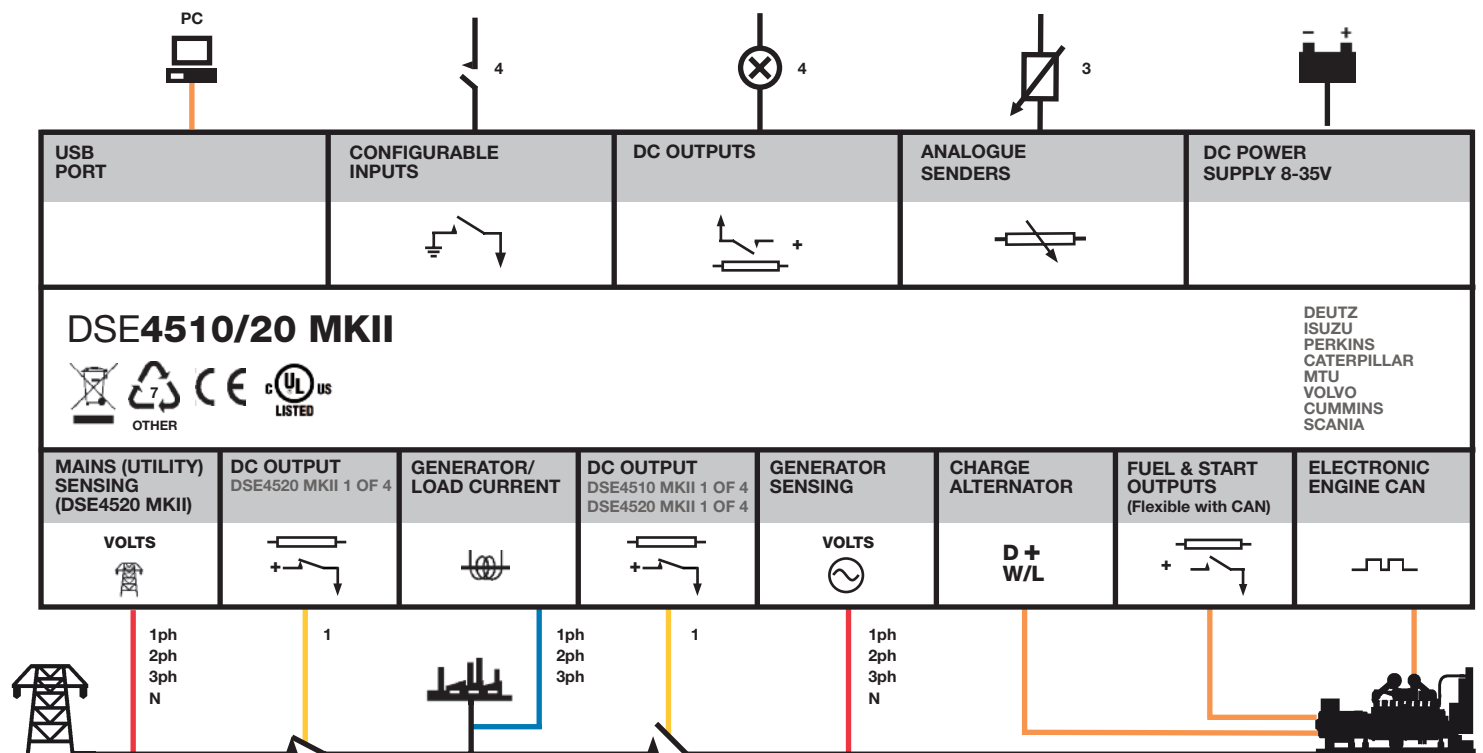 PC
4
4
3
- +
USB
PORT
CONFIGURABLE
INPUTS
DC OUTPUTS
ANALOGUE
SENDERS
DC POWER
SUPPLY 8-35V
+
DSE4510/20 MKII
7
OTHER
CE
c UL us
LISTED
DEUTZ
ISUZU
PERKINS
CATERPILLAR
MTU
VOLVO
CUMMINS
SCANIA
MAINS (UTILITY)
SENSING
(DSE4520 MKII)
VOLTS
DC OUTPUT
DSE4520 MKII 1 OF 4
+
GENERATOR/
LOAD CURRENT
DC OUTPUT
DSE4510 MKII 1 OF 4
DSE4520 MKII 1 OF 4
+
GENERATOR
SENSING
VOLTS
CHARGE
ALTERNATOR
D +
W/L
FUEL & START
OUTPUTS
(Flexible with CAN)
+
ELECTRONIC
ENGINE CAN
1ph
2ph
3ph
N
1
1ph
2ph
3ph
1
1ph
2ph
3ph
N